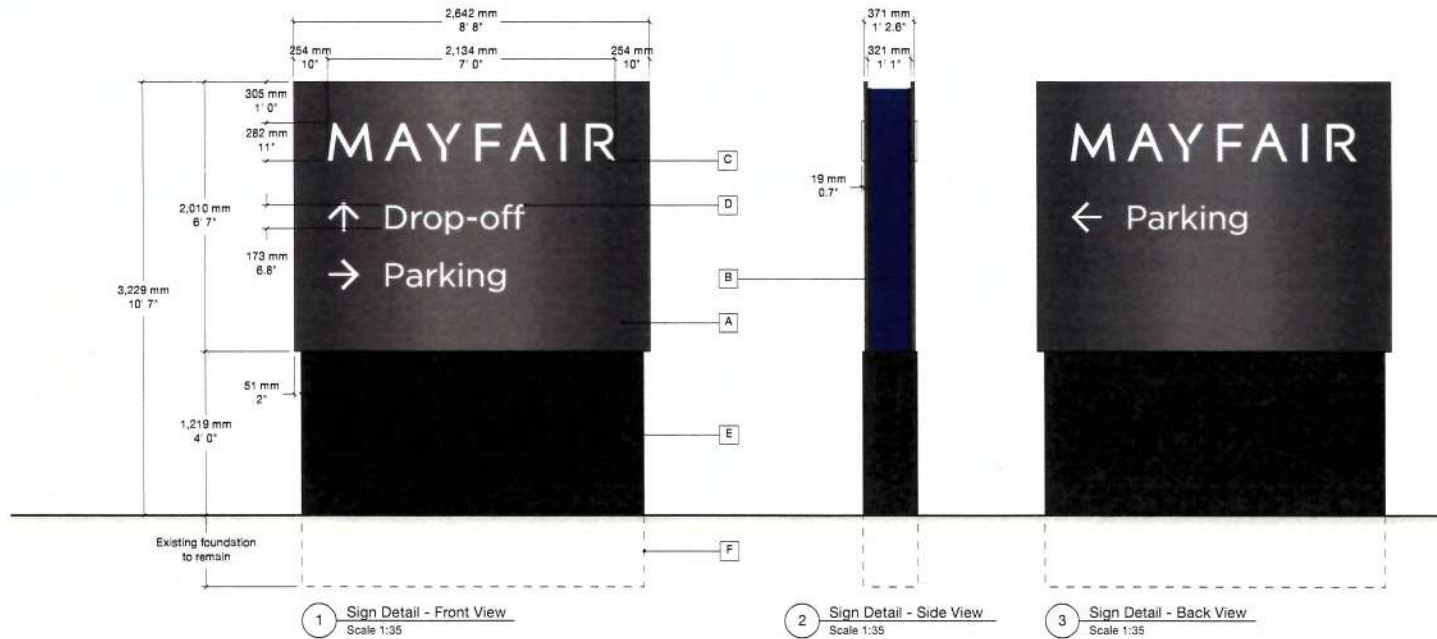 2,642 mm
8' 8"
254 mm
10"
2,134 mm
7' 0"
254 mm
10"
305 mm
1' 0"
282 mm
11"
2,010 mm
6' 7"
173 mm
6.8"
3,229 mm
10' 7"
51 mm
2"
1,219 mm
4' 0"
MAYFAIR
↑ Drop-off
→ Parking
Existing foundation
to remain
C
D
B
A
E
F
1 Sign Detail - Front View
Scale 1:35
371 mm
1' 2.6"
321 mm
1' 1"
19 mm
0.7"
2 Sign Detail - Side View
Scale 1:35
MAYFAIR
← Parking
3 Sign Detail - Back View
Scale 1:35